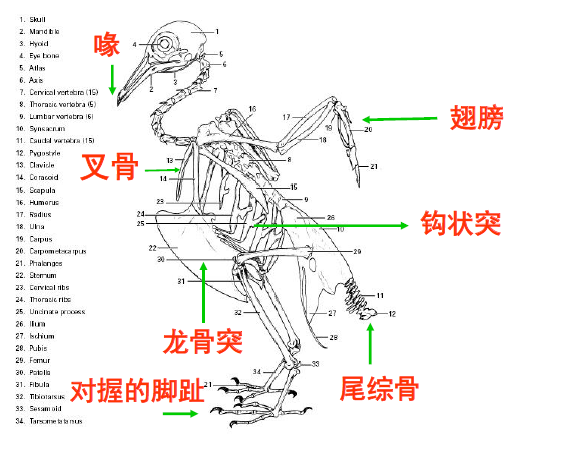 1. Skull
2. Mandible
3. Hyoid
4. Eye bone
5. Atlas
6. Axis
7. Cervical vertebra (15)
8. Thoracic vertebra (5)
9. Lumbar vertebra (6)
10. Synsacrum
11. Caudal vertebra (15)
12. Pygostyle
13. Clavicle
14. Coracoid
15. Scapula
16. Humerus
17. Radius
18. Ulna
19. Carpus
20. Carpometacarpus
21. Phalanges
22. Sternum
23. Cervical ribs
24. Thoracic ribs
25. Uncinate process
26. Ilium
27. Ischium
28. Pubis
29. Femur
30. Patella
31. Fibula
32. Tibiotarsus
33. Sesamoid
34. Tarsometatarsus
喙
1
4
5
6
3
2
7
翅膀
16
17
19
20
18
叉骨
13
8
21
14
15
23
9
24
26
25
10
钩状突
22
29
30
31
11
32
27
12
龙骨突
28
33
34
对握的脚趾
21
尾综骨